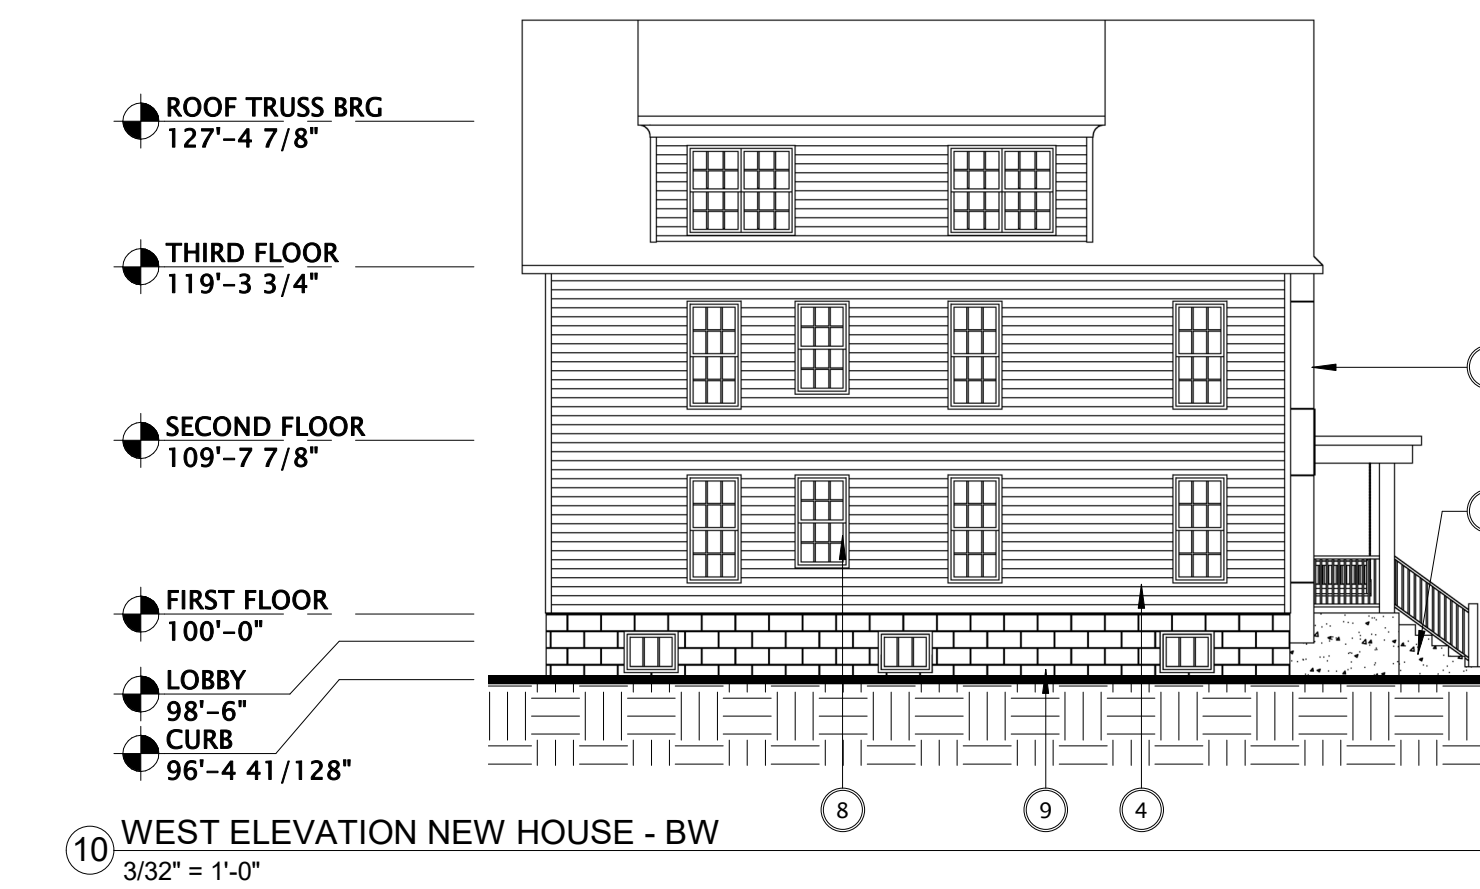 ROOF TRUSS BRG
127'-4 7/8"
THIRD FLOOR
119'-3 3/4"
SECOND FLOOR
109'-7 7/8"
FIRST FLOOR
100'-0"
LOBBY
98'-6"
CURB
96'-4 41/128"
8
9
4
10
WEST ELEVATION NEW HOUSE - BW
3/32" = 1'-0"